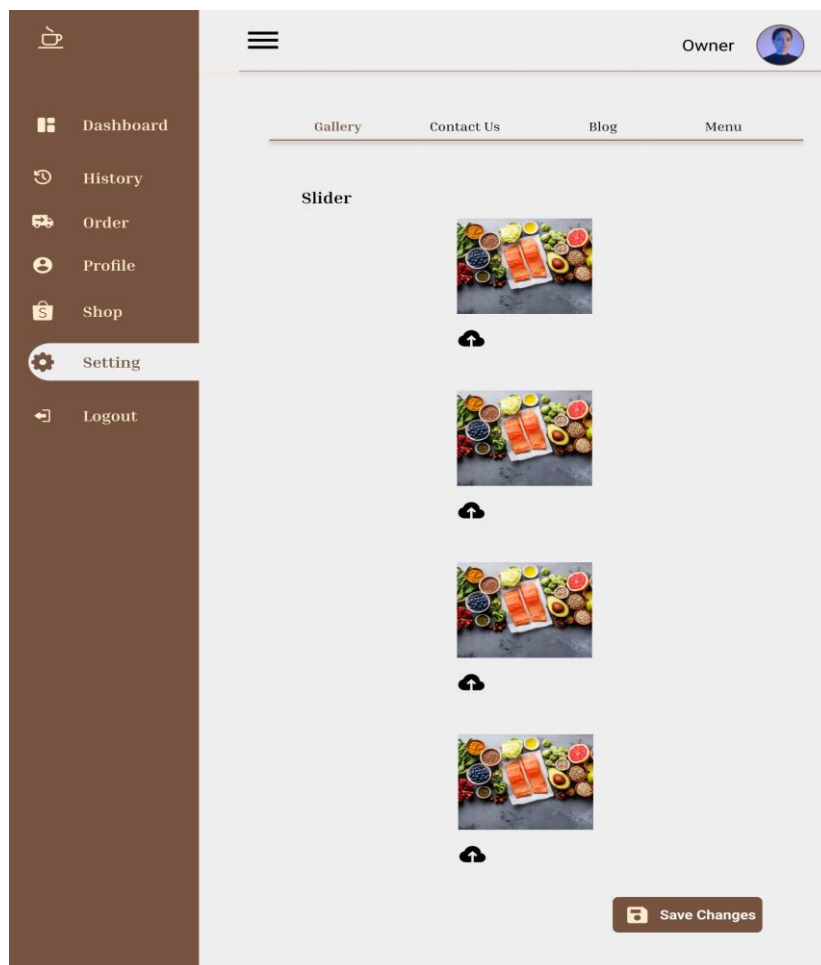 Owner
Dashboard
History
Order
Profile
S
Shop
Setting
Logout
Gallery Contact Us Blog Menu
Slider
Save Changes